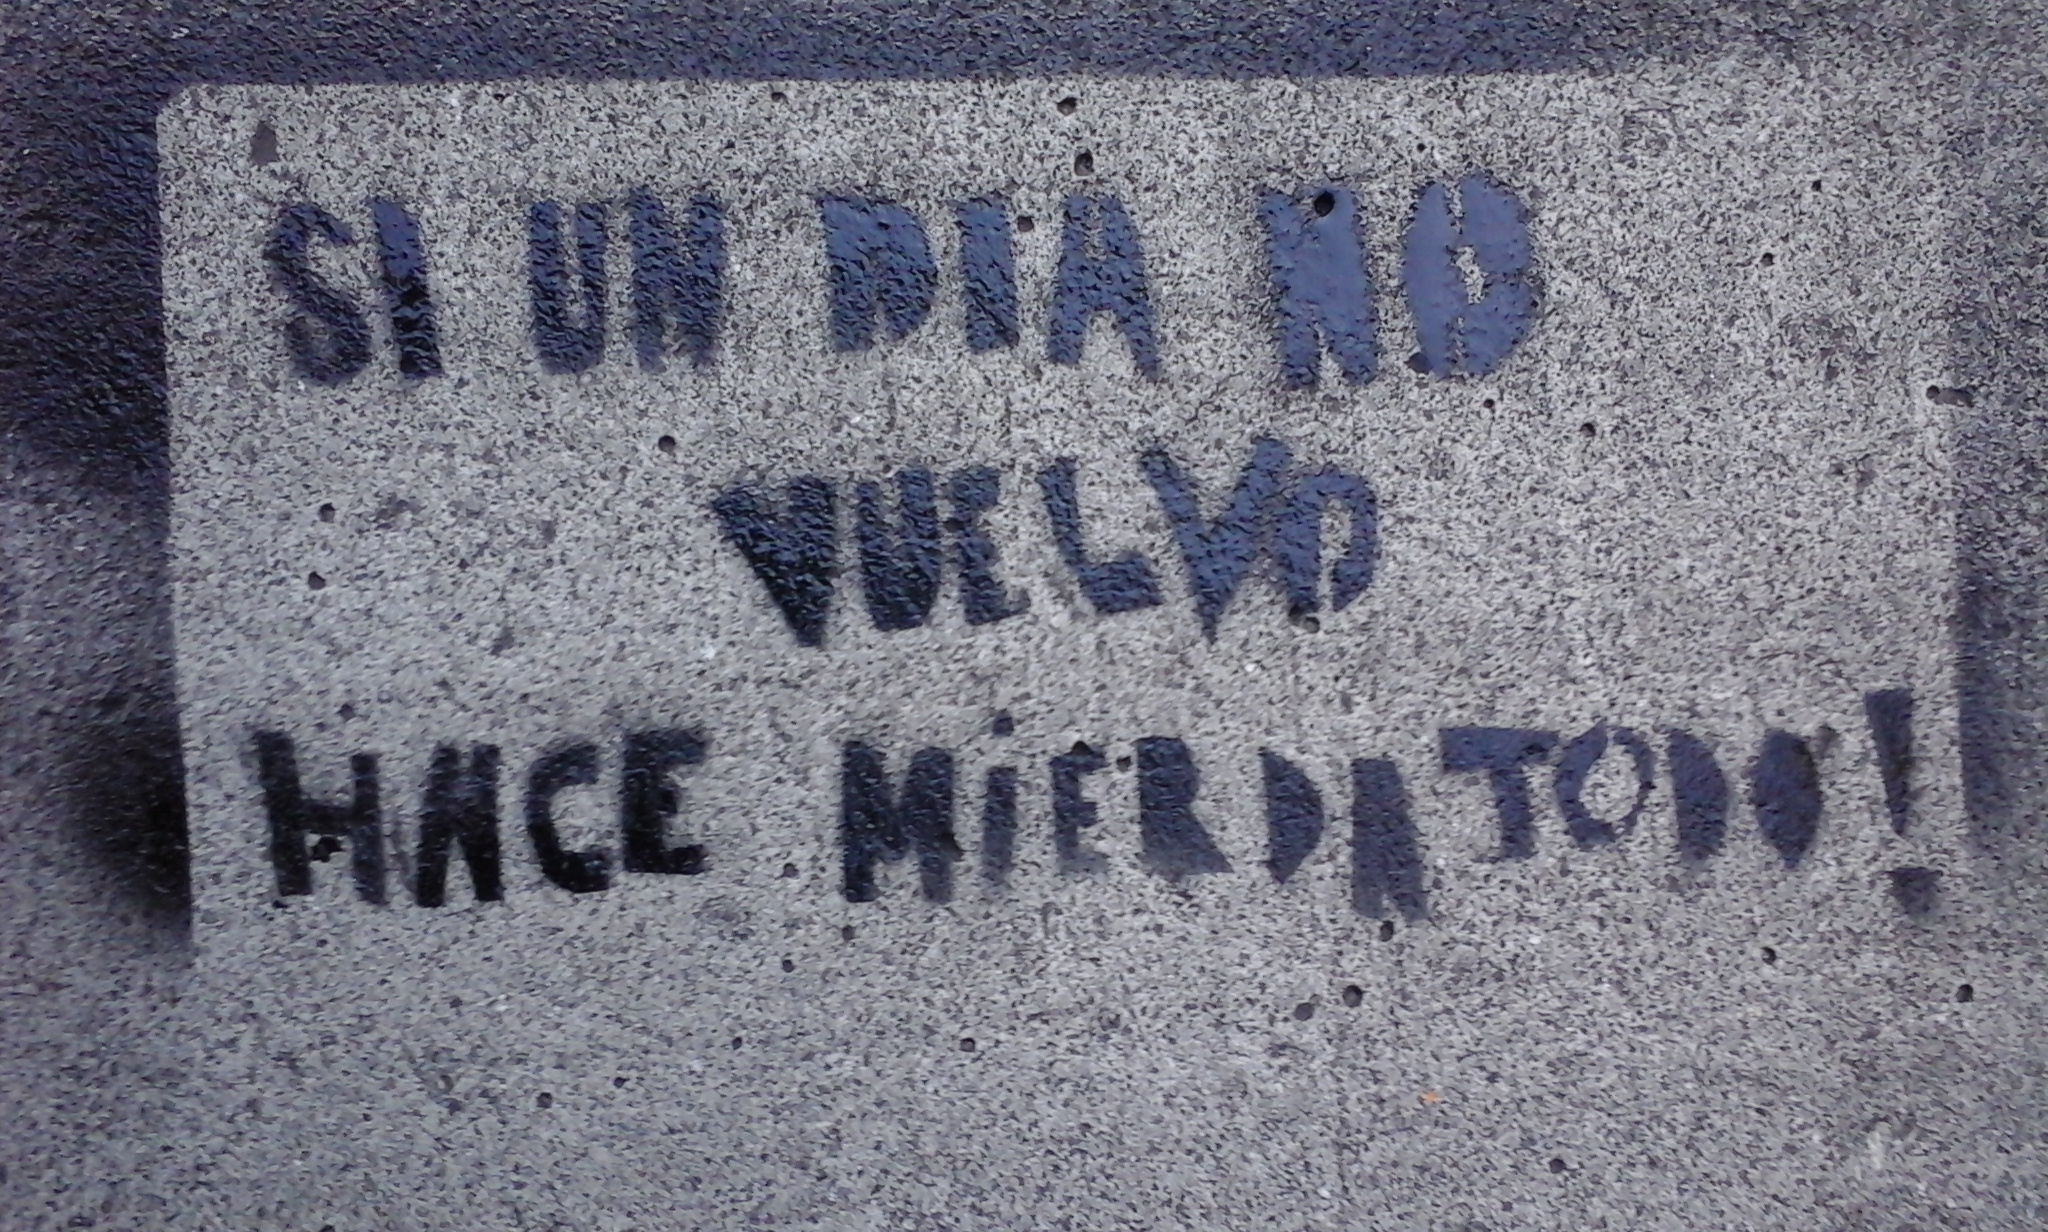 SI UN DIA NO
VUELVO
HACE MiERDA TODO!